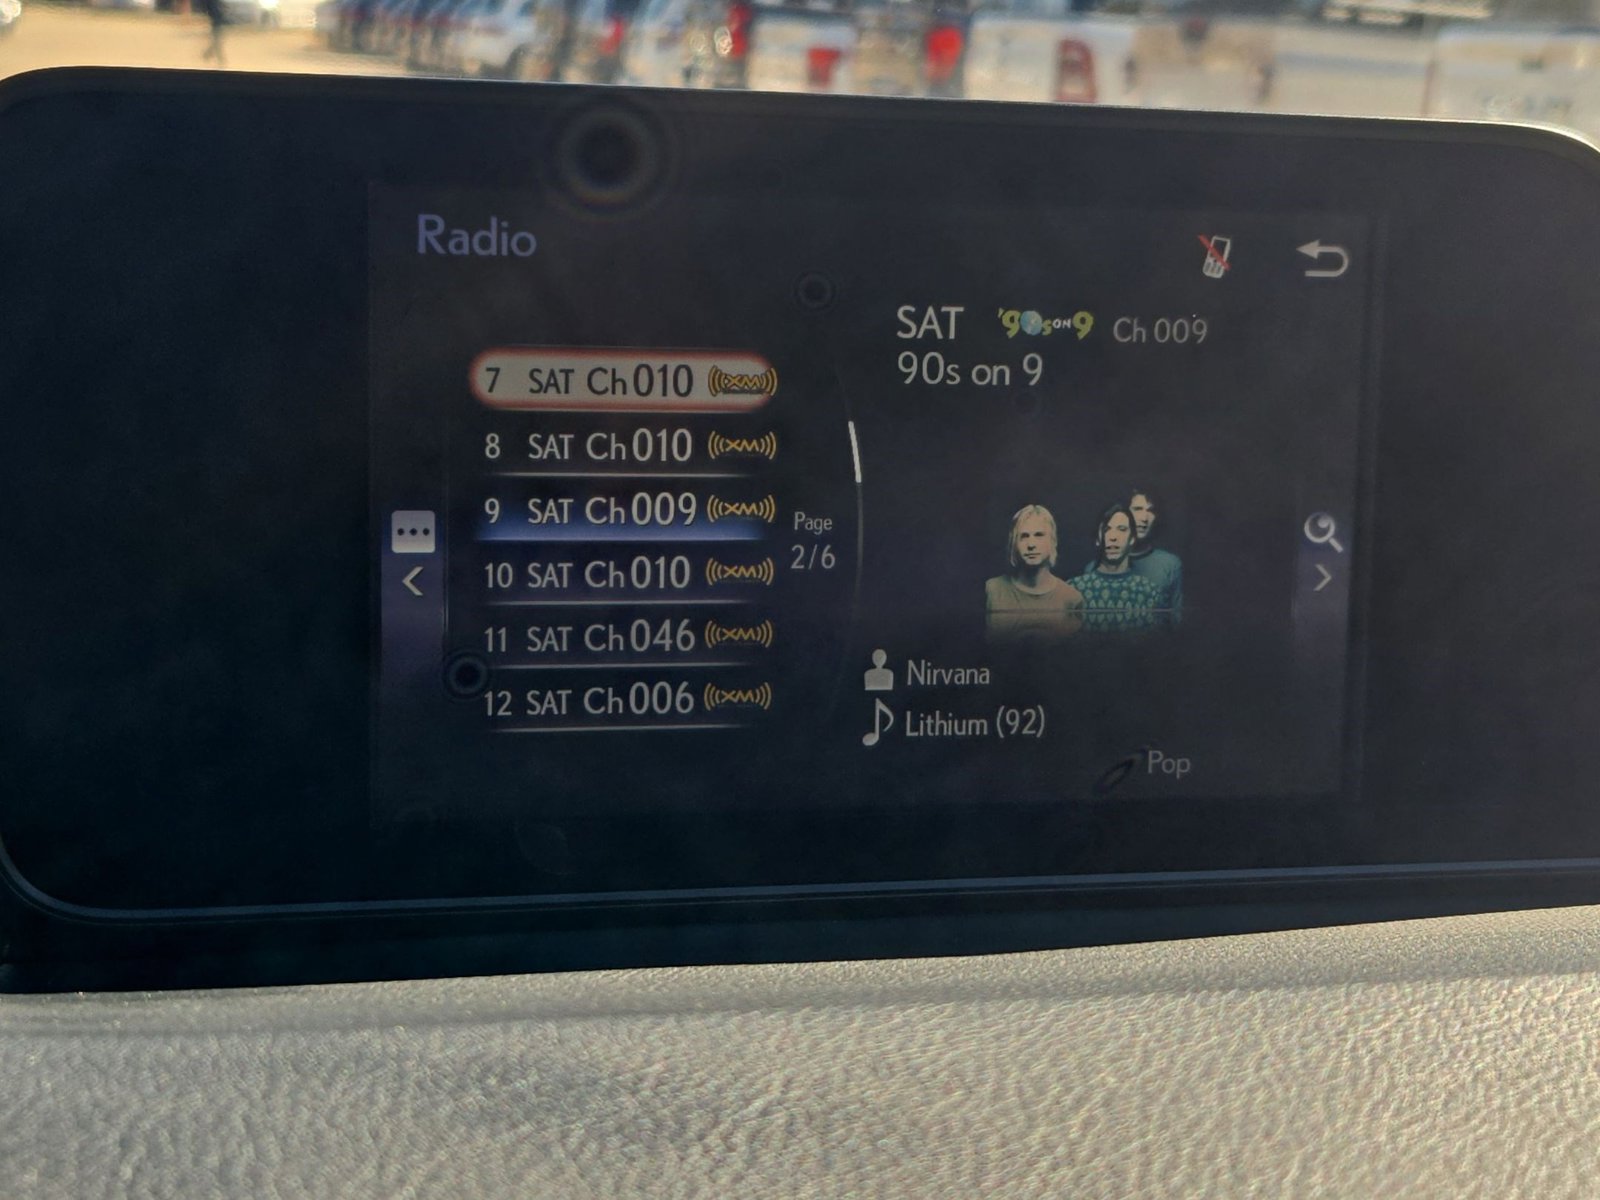 Radio
SAT '90s ON 9 Ch 009
90s on 9
7 SAT Ch 010 ((XM))
8 SAT Ch 010 ((XM))
9 SAT Ch 009 ((XM))
10 SAT Ch 010 ((XM))
11 SAT Ch 046 ((XM))
12 SAT Ch 006 ((XM))
Page
2/6
Nirvana
Lithium (92)
Pop